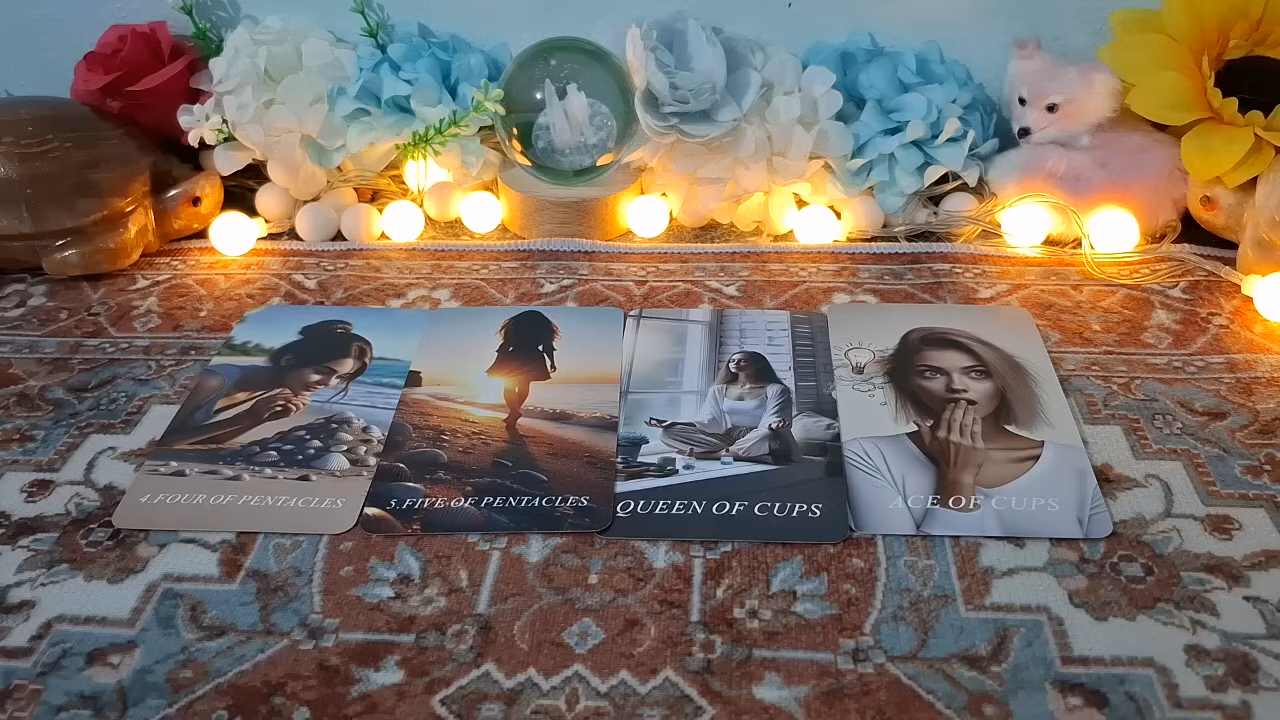 4.FOUR OF PENTACLES
5.FIVE OF PENTACLES
QUEEN OF CUPS
ACE OF CUPS